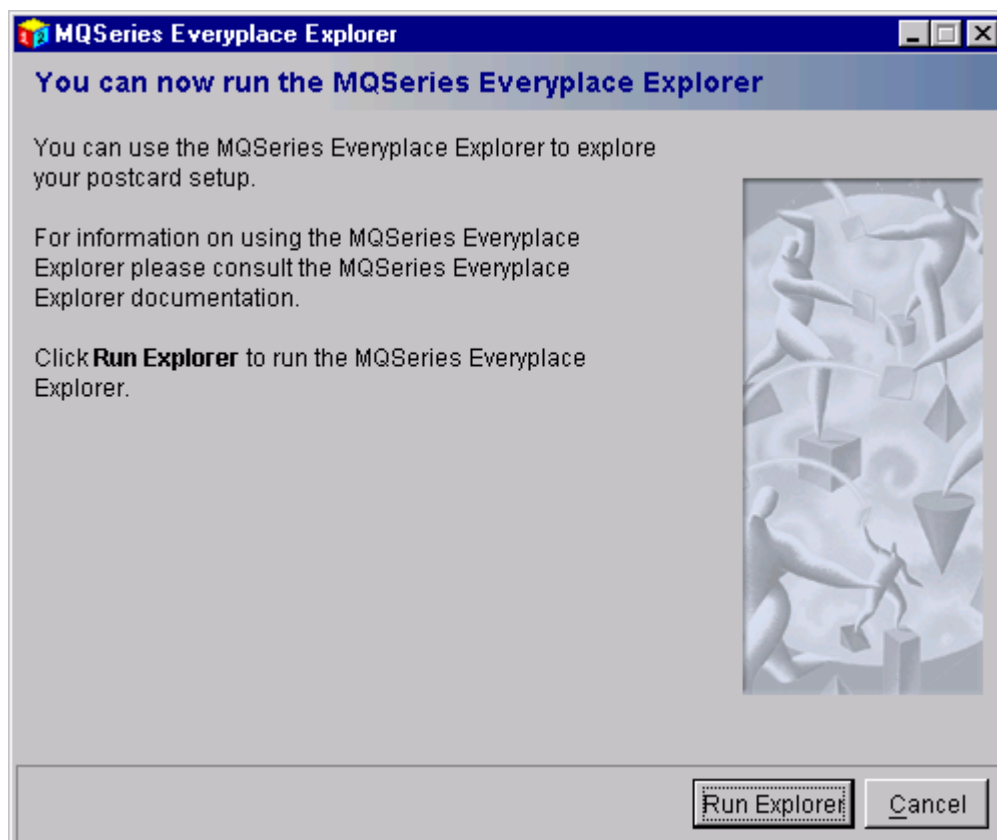 MQSeries Everyplace Explorer
You can now run the MQSeries Everyplace Explorer
You can use the MQSeries Everyplace Explorer to explore
your postcard setup.
For information on using the MQSeries Everyplace
Explorer please consult the MQSeries Everyplace
Explorer documentation.
Click Run Explorer to run the MQSeries Everyplace
Explorer.
Run Explorer Cancel